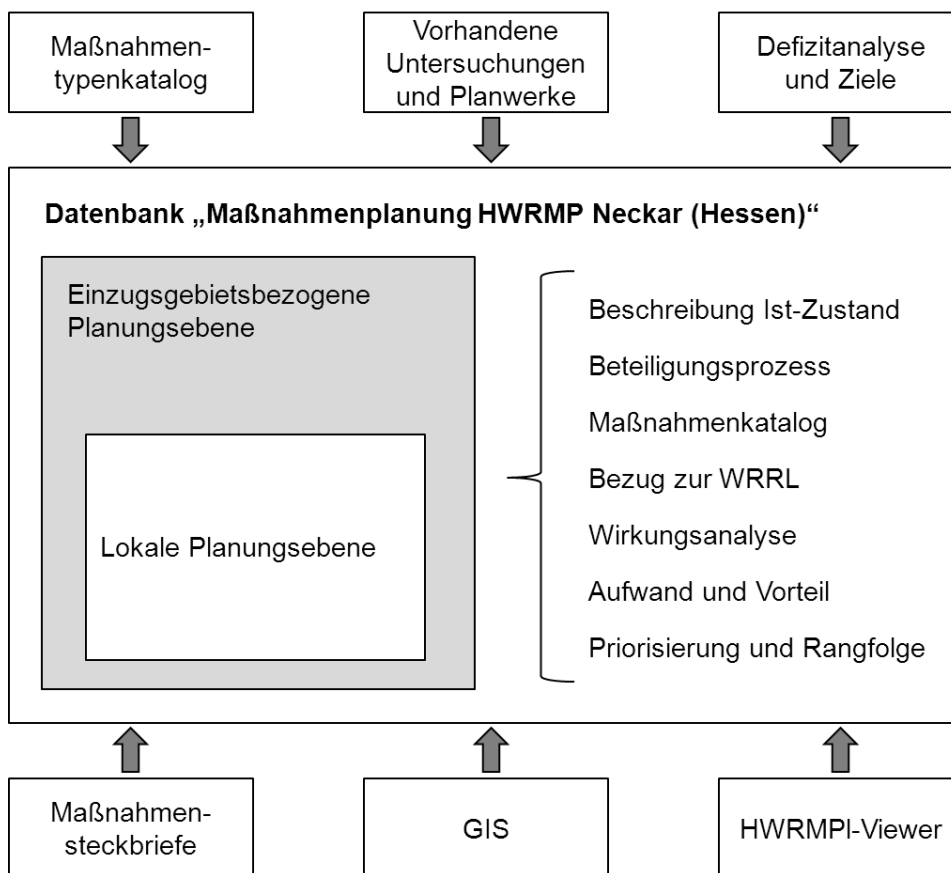 Maßnahmen-
typenkatalog
Vorhandene
Untersuchungen
und Planwerke
Defizitanalyse
und Ziele
Datenbank „Maßnahmenplanung HWRMP Neckar (Hessen)“
Einzugsgebietsbezogene
Planungsebene
Lokale Planungsebene
Beschreibung Ist-Zustand
Beteiligungsprozess
Maßnahmenkatalog
Bezug zur WRRL
Wirkungsanalyse
Aufwand und Vorteil
Priorisierung und Rangfolge
Maßnahmen-
steckbriefe
GIS
HWRMPl-Viewer